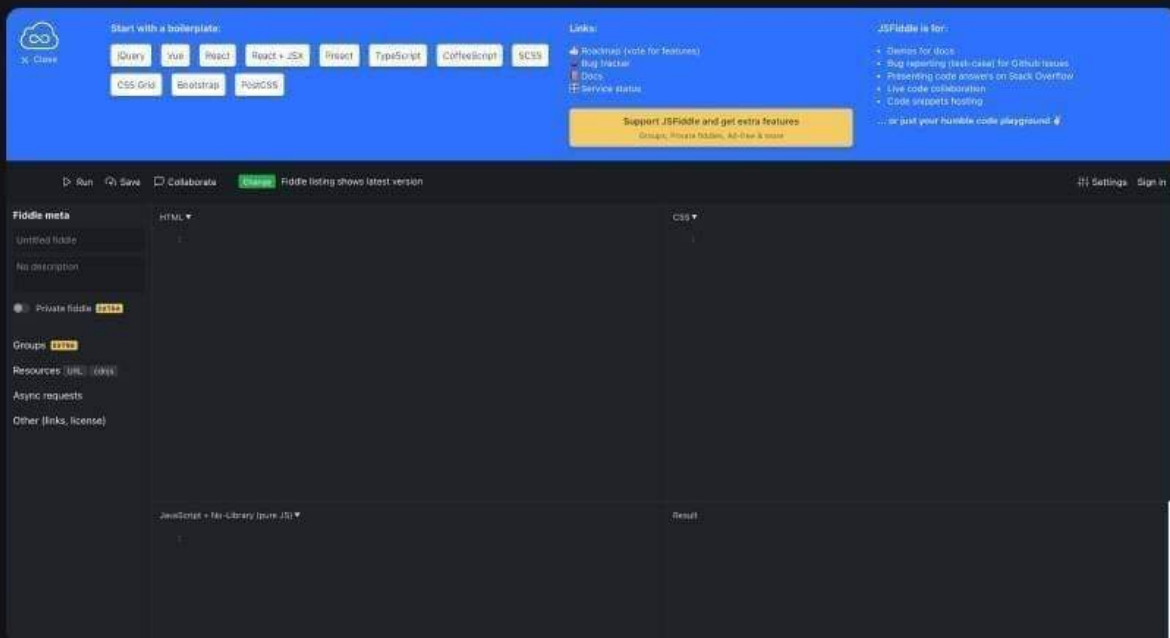 Close
Start with a boilerplate:
jQuery Vue React React + JSX Preact TypeScript CoffeeScript SCSS
CSS Grid Bootstrap PostCSS
Links:
Roadmap (vote for features)
Bug tracker
Docs
Service status
Support JSFiddle and get extra features
Groups, Private fiddles, Ad-free & more
JSFiddle is for:
Demos for docs
Bug reporting (test-case) for Github Issues
Presenting code answers on Stack Overflow
Live code collaboration
Code snippets hosting
... or just your humble code playground ✌
Run Save Collaborate Change Fiddle listing shows latest version
Settings Sign in
Fiddle meta
Untitled fiddle
No description
Private fiddle EXTRA
Groups EXTRA
Resources URL cdnjs
Async requests
Other (links, license)
HTML ▼
1
CSS ▼
1
JavaScript + No-Library (pure JS) ▼
1
Result